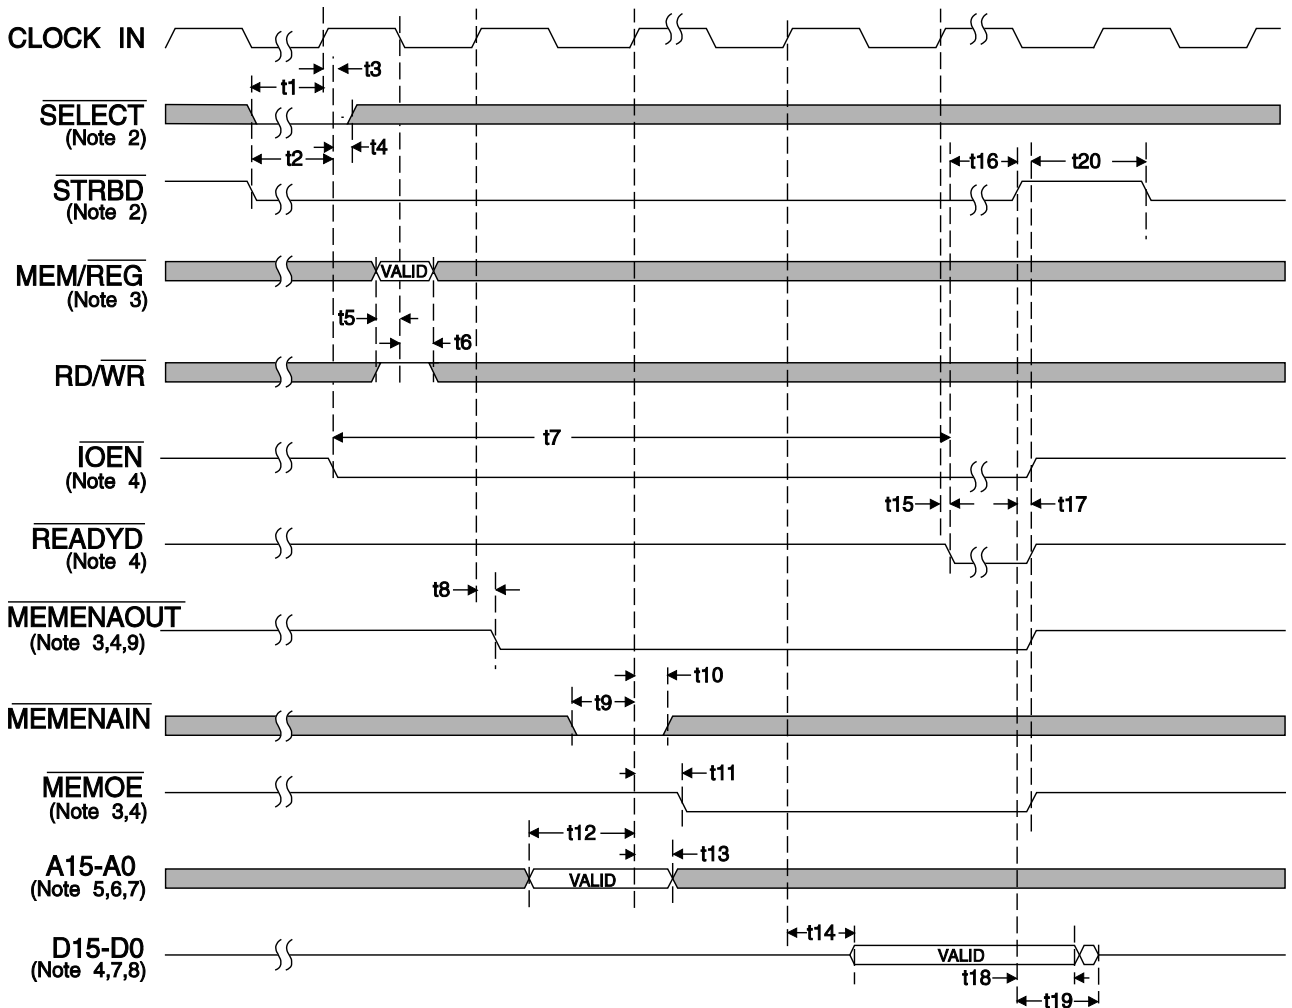 CLOCK IN
t3
t1
SELECT
(Note 2)
t4
t2
t16
t20
STRBD
(Note 2)
MEM/REG
(Note 3)
VALID
t5
t6
RD/WR
t7
IOEN
(Note 4)
t15
t17
READYD
(Note 4)
t8
MEMENAOUT
(Note 3,4,9)
t10
t9
MEMENAIN
t11
MEMOE
(Note 3,4)
t12
t13
A15-A0
(Note 5,6,7)
VALID
t14
D15-D0
(Note 4,7,8)
VALID
t18
t19